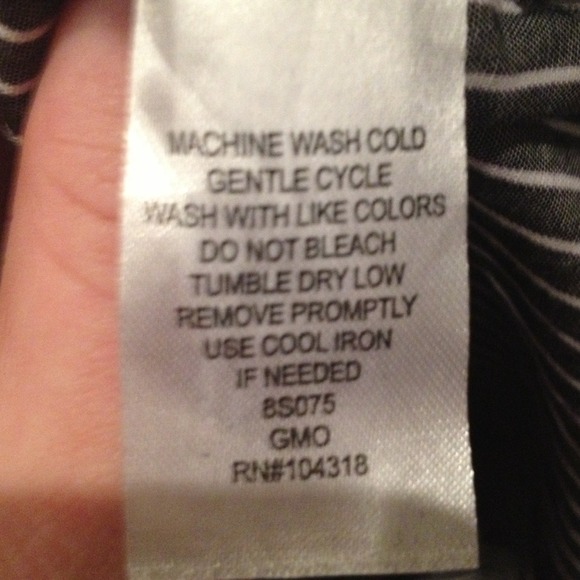 MACHINE WASH COLD
GENTLE CYCLE
WASH WITH LIKE COLORS
DO NOT BLEACH
TUMBLE DRY LOW
REMOVE PROMPTLY
USE COOL IRON
IF NEEDED
8S075
GMO
RN#104318